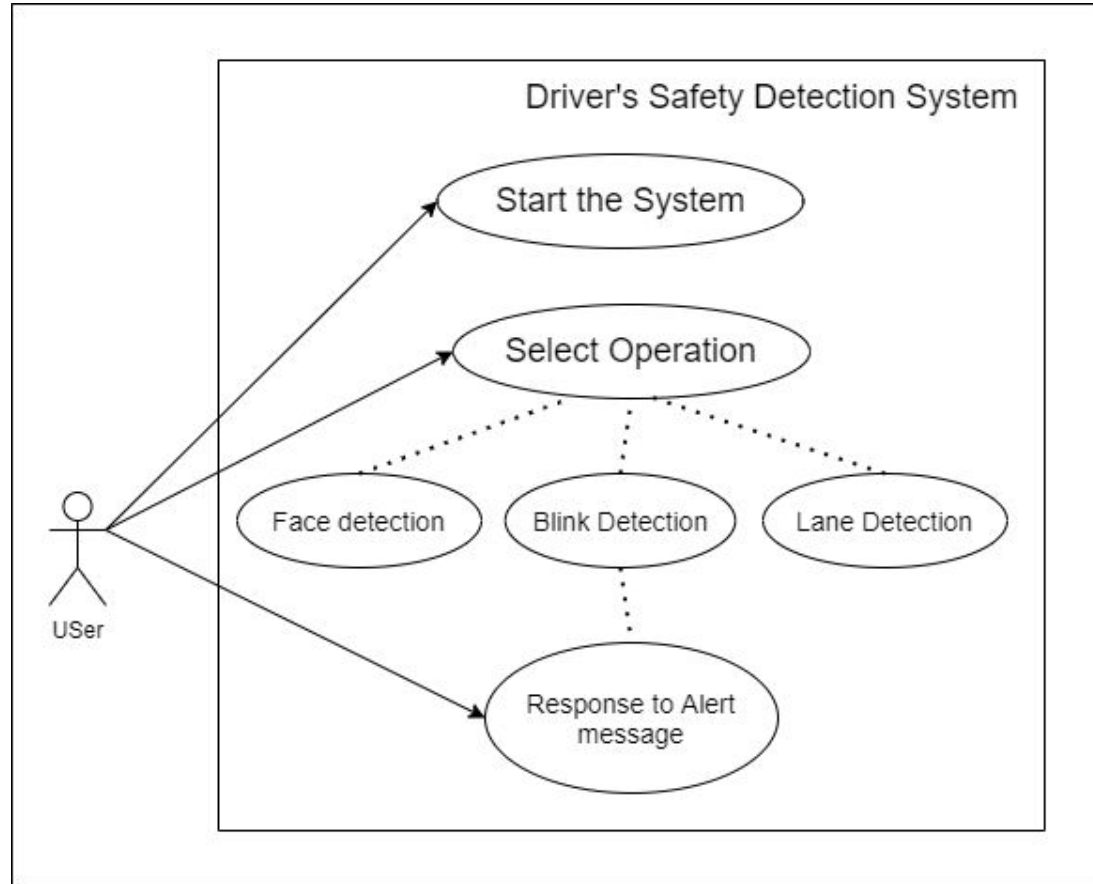 Driver's Safety Detection System
Start the System
Select Operation
Face detection
Blink Detection
Lane Detection
USer
Response to Alert
message